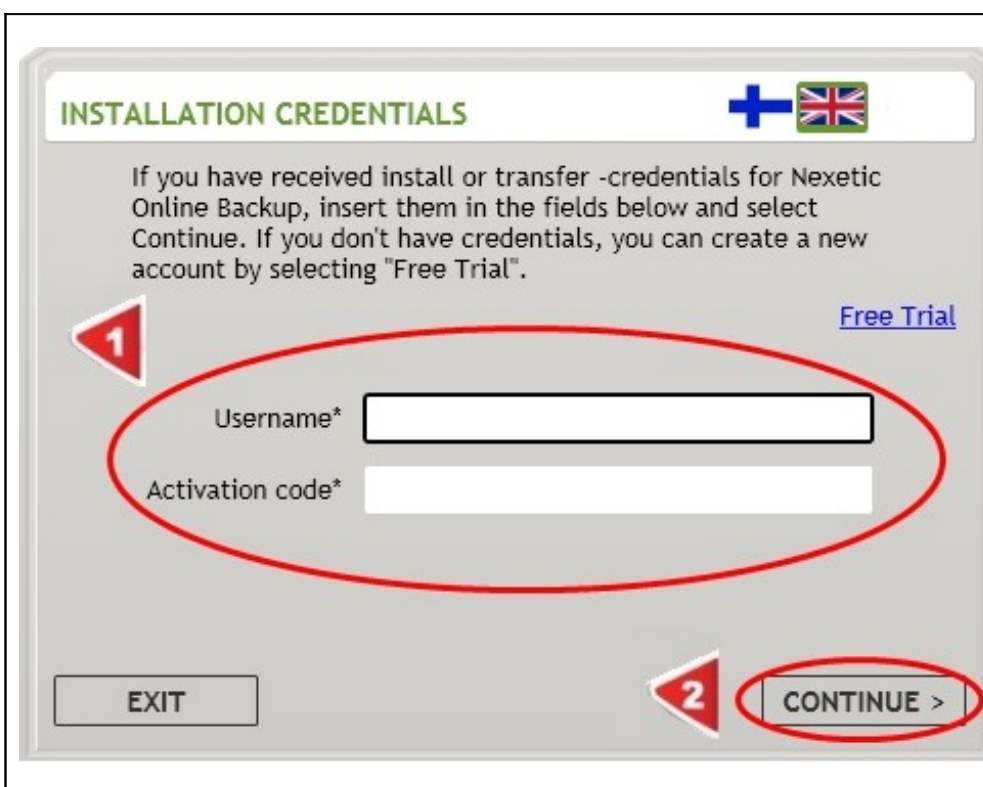 INSTALLATION CREDENTIALS
If you have received install or transfer -credentials for Nexetic
Online Backup, insert them in the fields below and select
Continue. If you don't have credentials, you can create a new
account by selecting "Free Trial".
Free Trial
1
Username*
Activation code*
EXIT
2
CONTINUE >